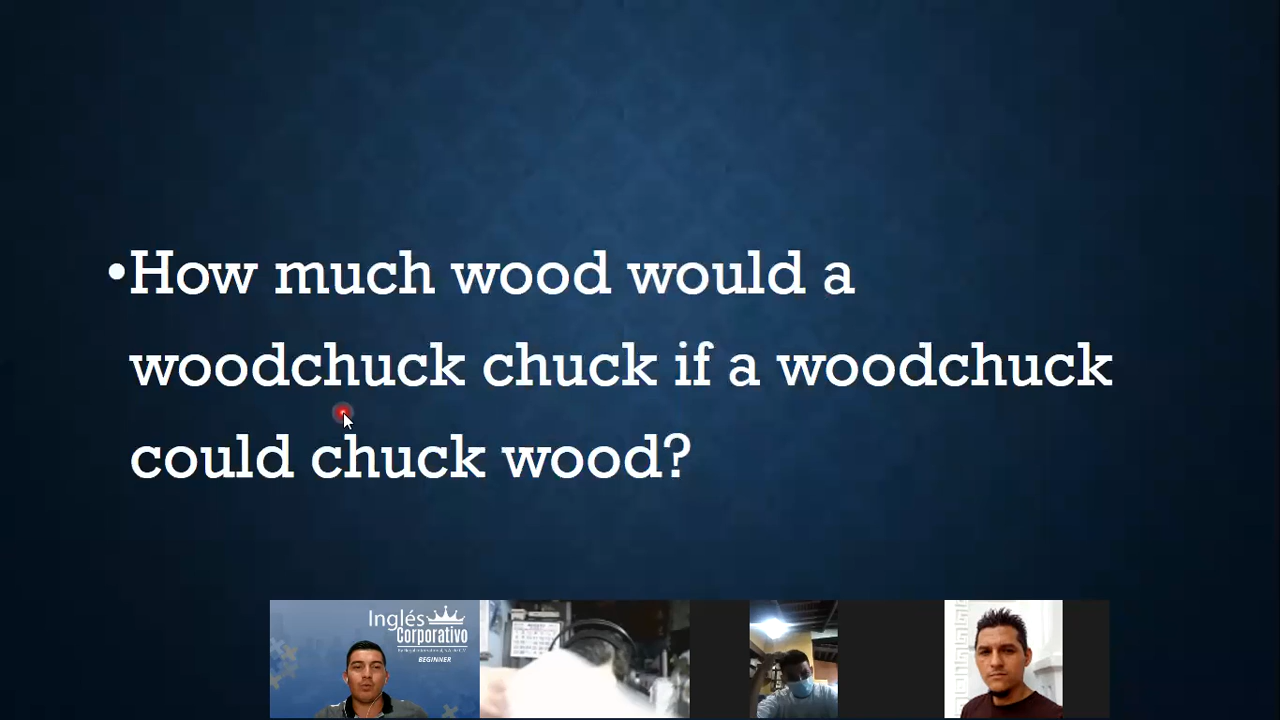 •How much wood would a
woodchuck chuck if a woodchuck
could chuck wood?
Inglés
Corporativo
BEGINNER